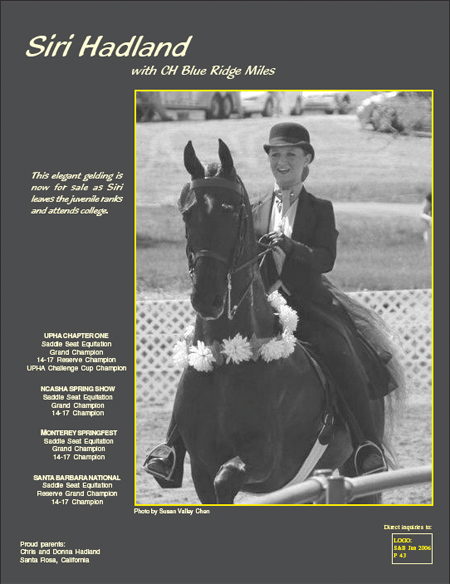 Siri Hadland
with CH Blue Ridge Miles
This elegant gelding is
now for sale as Siri
leaves the juvenile ranks
and attends college.
UPHA CHAPTER ONE
Saddle Seat Equitation
Grand Champion
14-17 Reserve Champion
UPHA Challenge Cup Champion
NCASHA SPRING SHOW
Saddle Seat Equitation
Grand Champion
14-17 Champion
MONTEREY SPRINGFEST
Saddle Seat Equitation
Grand Champion
14-17 Champion
SANTA BARBARA NATIONAL
Saddle Seat Equitation
Reserve Grand Champion
14-17 Champion
Photo by Susan Valley Chan
Direct inquiries to:
LOGO:
S&B Jun 2006
P 43
Proud parents:
Chris and Donna Hadland
Santa Rosa, California